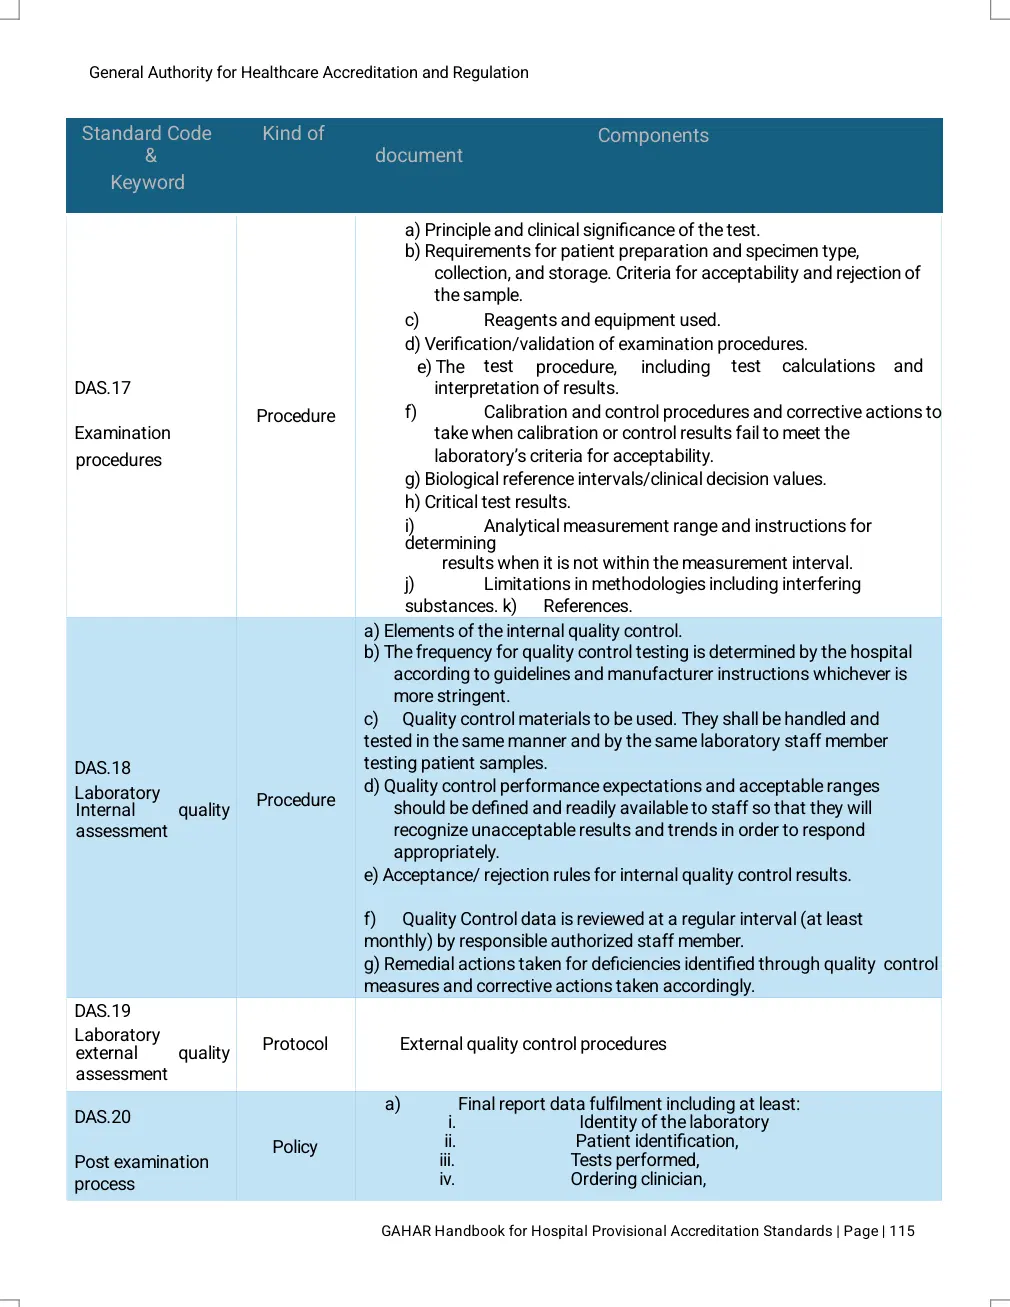 General Authority for Healthcare Accreditation and Regulation
Standard Code
&
Keyword
Kind of
document
Components
DAS.17
Examination
procedures
Procedure
a) Principle and clinical significance of the test.
b) Requirements for patient preparation and specimen type,
collection, and storage. Criteria for acceptability and rejection of
the sample.
c) Reagents and equipment used.
d) Verification/validation of examination procedures.
e) The test procedure, including test calculations and
interpretation of results.
f) Calibration and control procedures and corrective actions to
take when calibration or control results fail to meet the
laboratory’s criteria for acceptability.
g) Biological reference intervals/clinical decision values.
h) Critical test results.
i) Analytical measurement range and instructions for
determining
results when it is not within the measurement interval.
j) Limitations in methodologies including interfering
substances. k) References.
DAS.18
Laboratory
Internal quality
assessment
Procedure
a) Elements of the internal quality control.
b) The frequency for quality control testing is determined by the hospital
according to guidelines and manufacturer instructions whichever is
more stringent.
c) Quality control materials to be used. They shall be handled and
tested in the same manner and by the same laboratory staff member
testing patient samples.
d) Quality control performance expectations and acceptable ranges
should be defined and readily available to staff so that they will
recognize unacceptable results and trends in order to respond
appropriately.
e) Acceptance/ rejection rules for internal quality control results.
f) Quality Control data is reviewed at a regular interval (at least
monthly) by responsible authorized staff member.
g) Remedial actions taken for deficiencies identified through quality control
measures and corrective actions taken accordingly.
DAS.19
Laboratory
external quality
assessment
Protocol
External quality control procedures
DAS.20
Post examination
process
Policy
a) Final report data fulfilment including at least:
i. Identity of the laboratory
ii. Patient identification,
iii. Tests performed,
iv. Ordering clinician,
GAHAR Handbook for Hospital Provisional Accreditation Standards | Page | 115